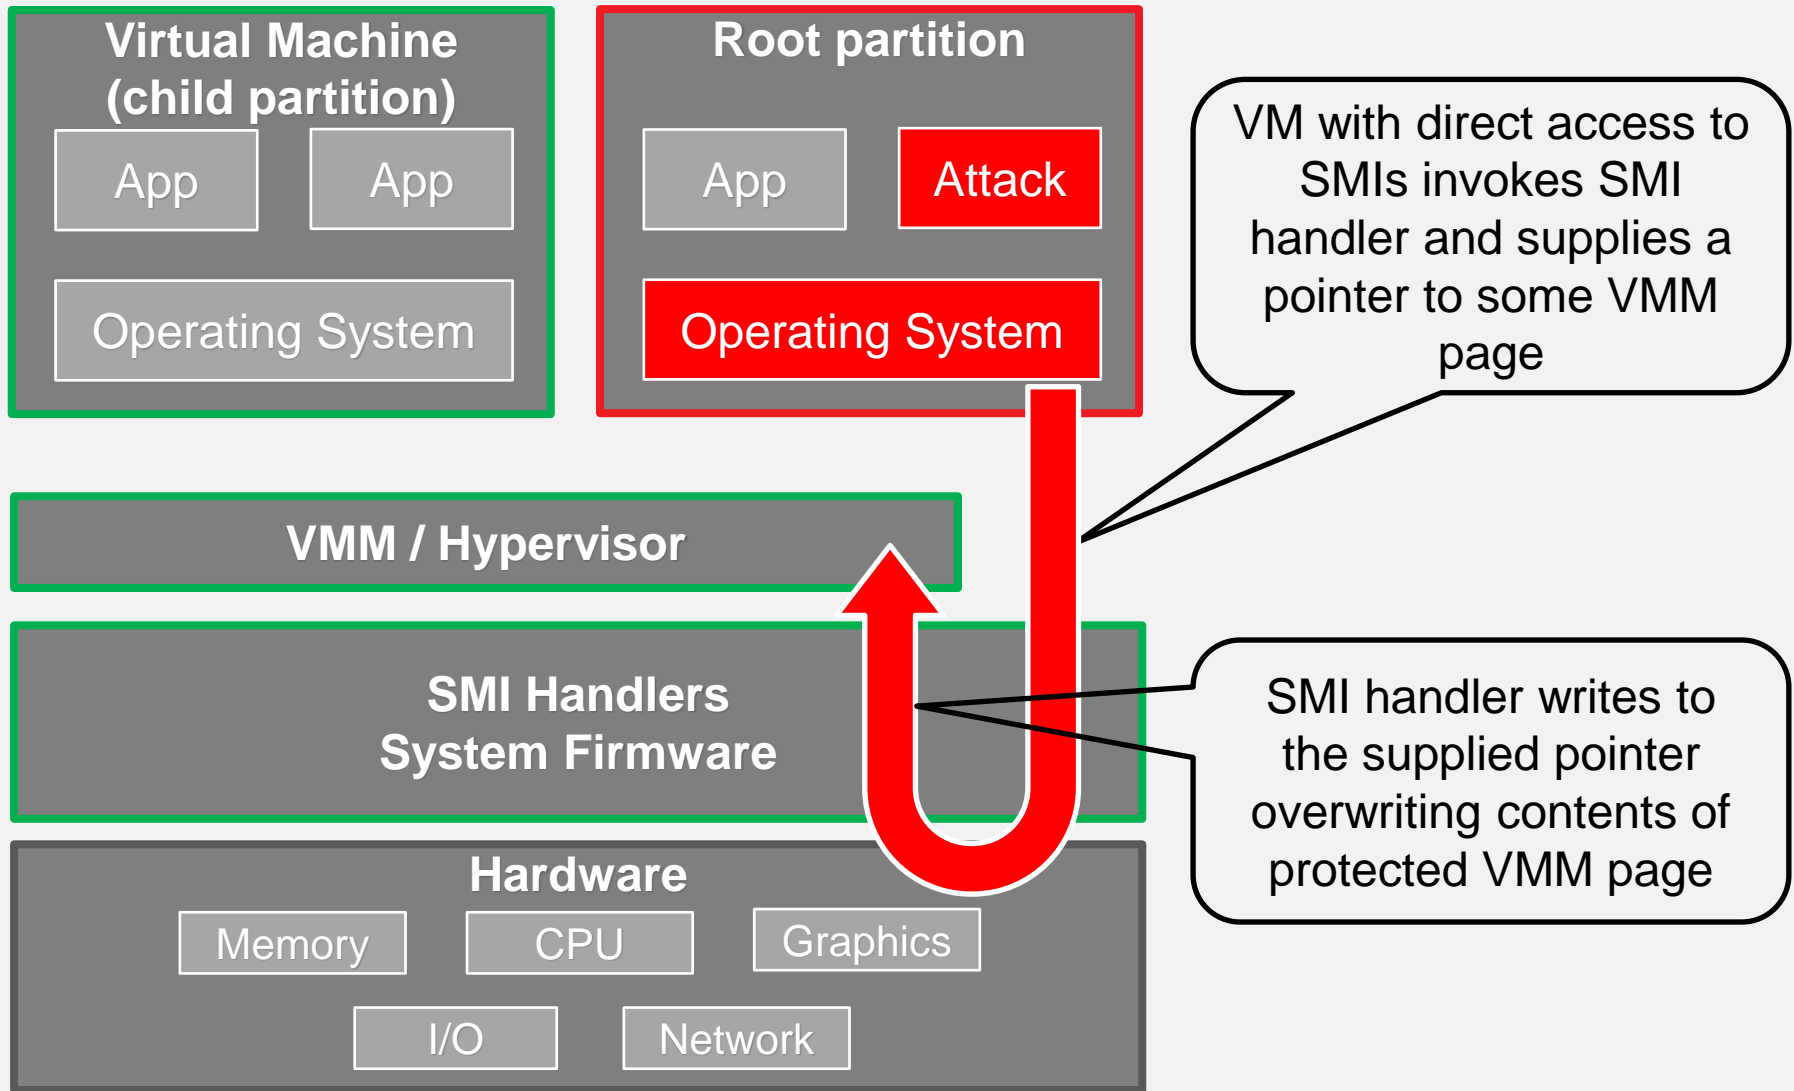 Virtual Machine
(child partition)
App
App
Operating System
Root partition
App
Attack
Operating System
VM with direct access to
SMIs invokes SMI
handler and supplies a
pointer to some VMM
page
VMM / Hypervisor
SMI Handlers
System Firmware
SMI handler writes to
the supplied pointer
overwriting contents of
protected VMM page
Hardware
Memory
CPU
Graphics
I/O
Network